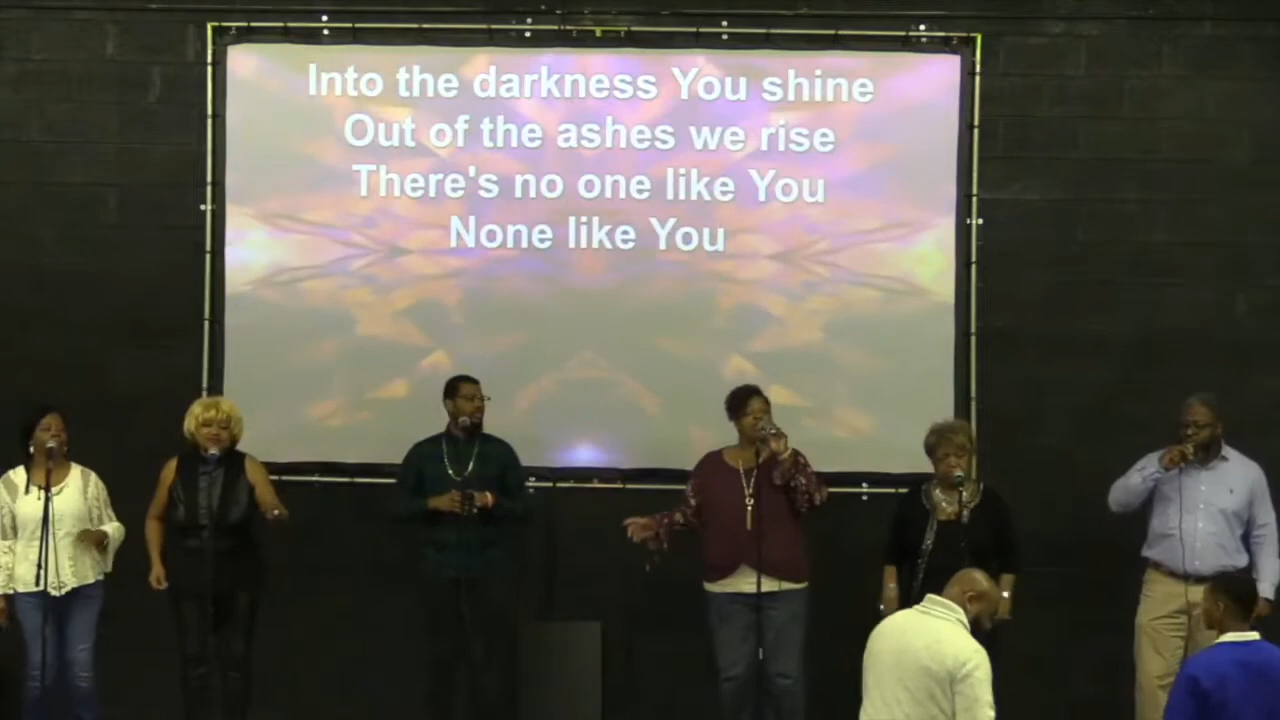 Into the darkness You shine
Out of the ashes we rise
There's no one like You
None like You